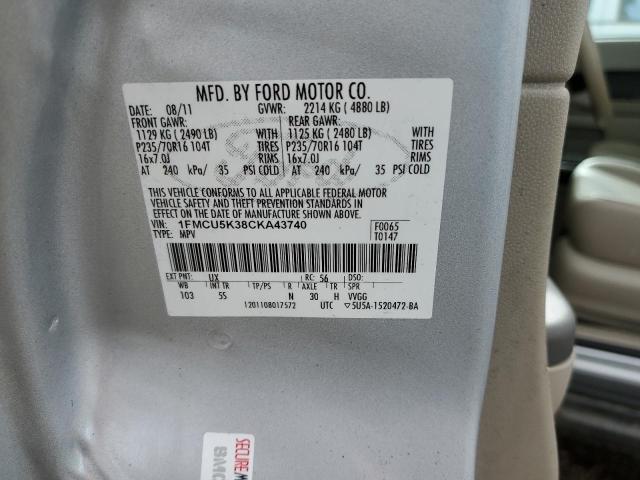 MFD. BY FORD MOTOR CO.
DATE: 08/11 GVWR: 2214 KG ( 4880 LB)
FRONT GAWR: REAR GAWR:
1129 KG ( 2490 LB) WITH 1125 KG ( 2480 LB) WITH
P235/70R16 104T TIRES P235/70R16 104T TIRES
16x7.0J RIMS 16x7.0J RIMS
AT 240 kPa/ 35 PSI COLD AT 240 kPa/ 35 PSI COLD
THIS VEHICLE CONFORMS TO ALL APPLICABLE FEDERAL MOTOR
VEHICLE SAFETY AND THEFT PREVENTION STANDARDS IN
EFFECT ON THE DATE OF MANUFACTURE SHOWN ABOVE.
VIN: 1FMCU5K38CKA43740 F0065
TYPE: MPV T0147
EXT PNT: UX RC: 56 DSO:
WB INT TR TP/PS R AXLE TR SPR
103 5S N 30 H VVGG
1201108017572 UTC ▽5U5A-1520472-BA
SECURE